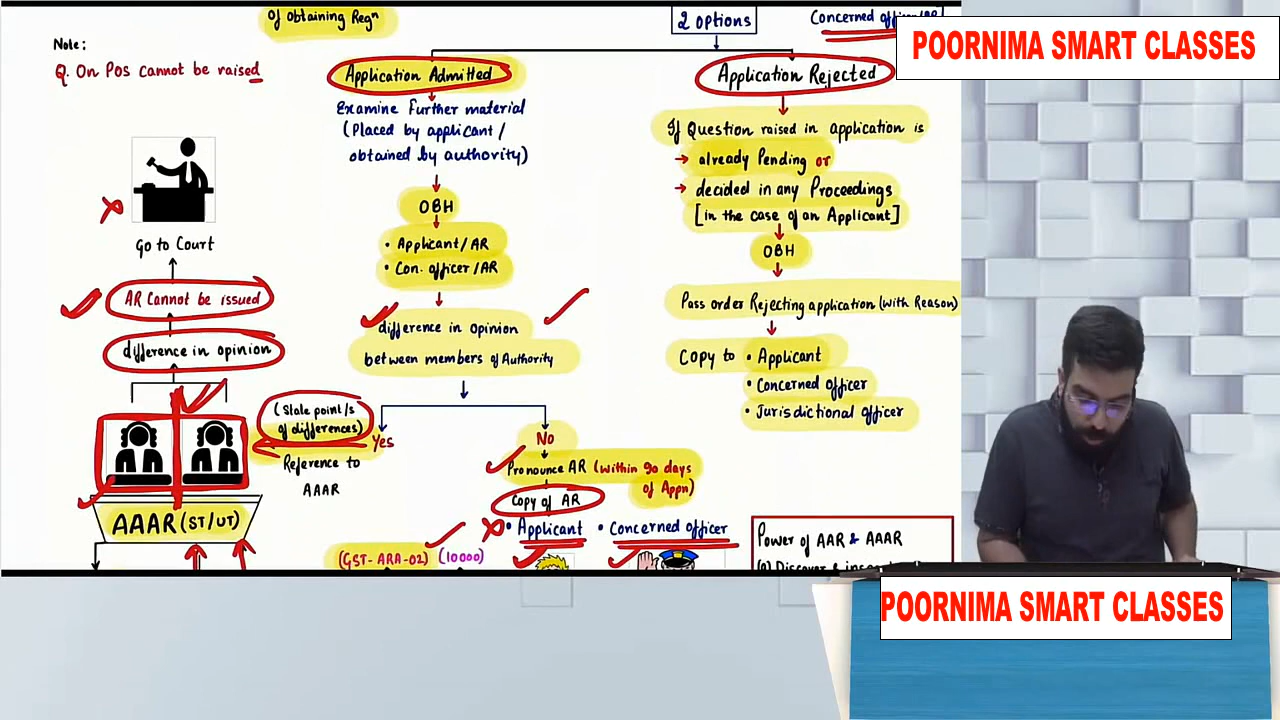 Of Obtaining Regn
2 options
Note:
Q. On Pos Cannot be raised
POORNIMA SMART CLASSES
Application Admitted
Examine Further material
(Placed by applicant/
obtained by authority)
OBH
• Applicant/AR
• Con. officer/AR
difference in Opinion
between members of Authority
Yes
No
Pronounce AR (within 90 days
of Appn)
Copy of AR
• Applicant • Concerned officer
(GST-ARA-02) (10000)
Go to Court
AR Cannot be issued
difference in opinion
(State point/s
of differences)
Reference to
AAAR
AAAR (ST/UT)
Application Rejected
If Question raised in application is
→ already Pending or
→ decided in any Proceedings
[in the case of an Applicant]
OBH
Pass order Rejecting application (with Reason)
Copy to • Applicant
• Concerned officer
• Jurisdictional officer
Power of AAR & AAAR
POORNIMA SMART CLASSES